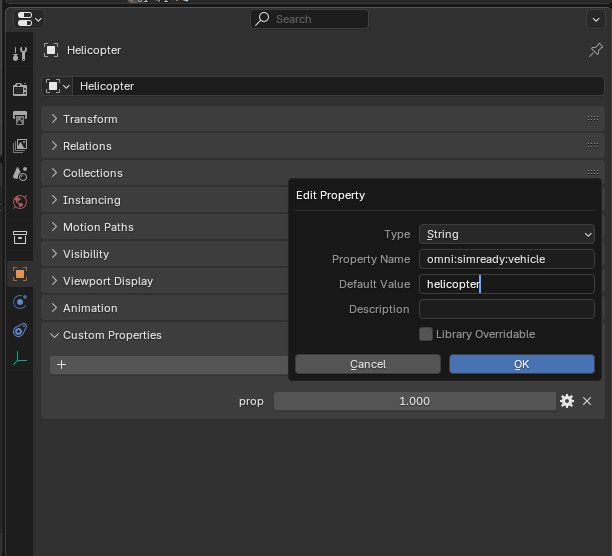 Search
Helicopter
Helicopter
Transform
Relations
Collections
Instancing
Motion Paths
Visibility
Viewport Display
Animation
Custom Properties
Edit Property
Type String
Property Name omni:simready:vehicle
Default Value helicopter
Description
Library Overridable
Cancel OK
prop 1.000